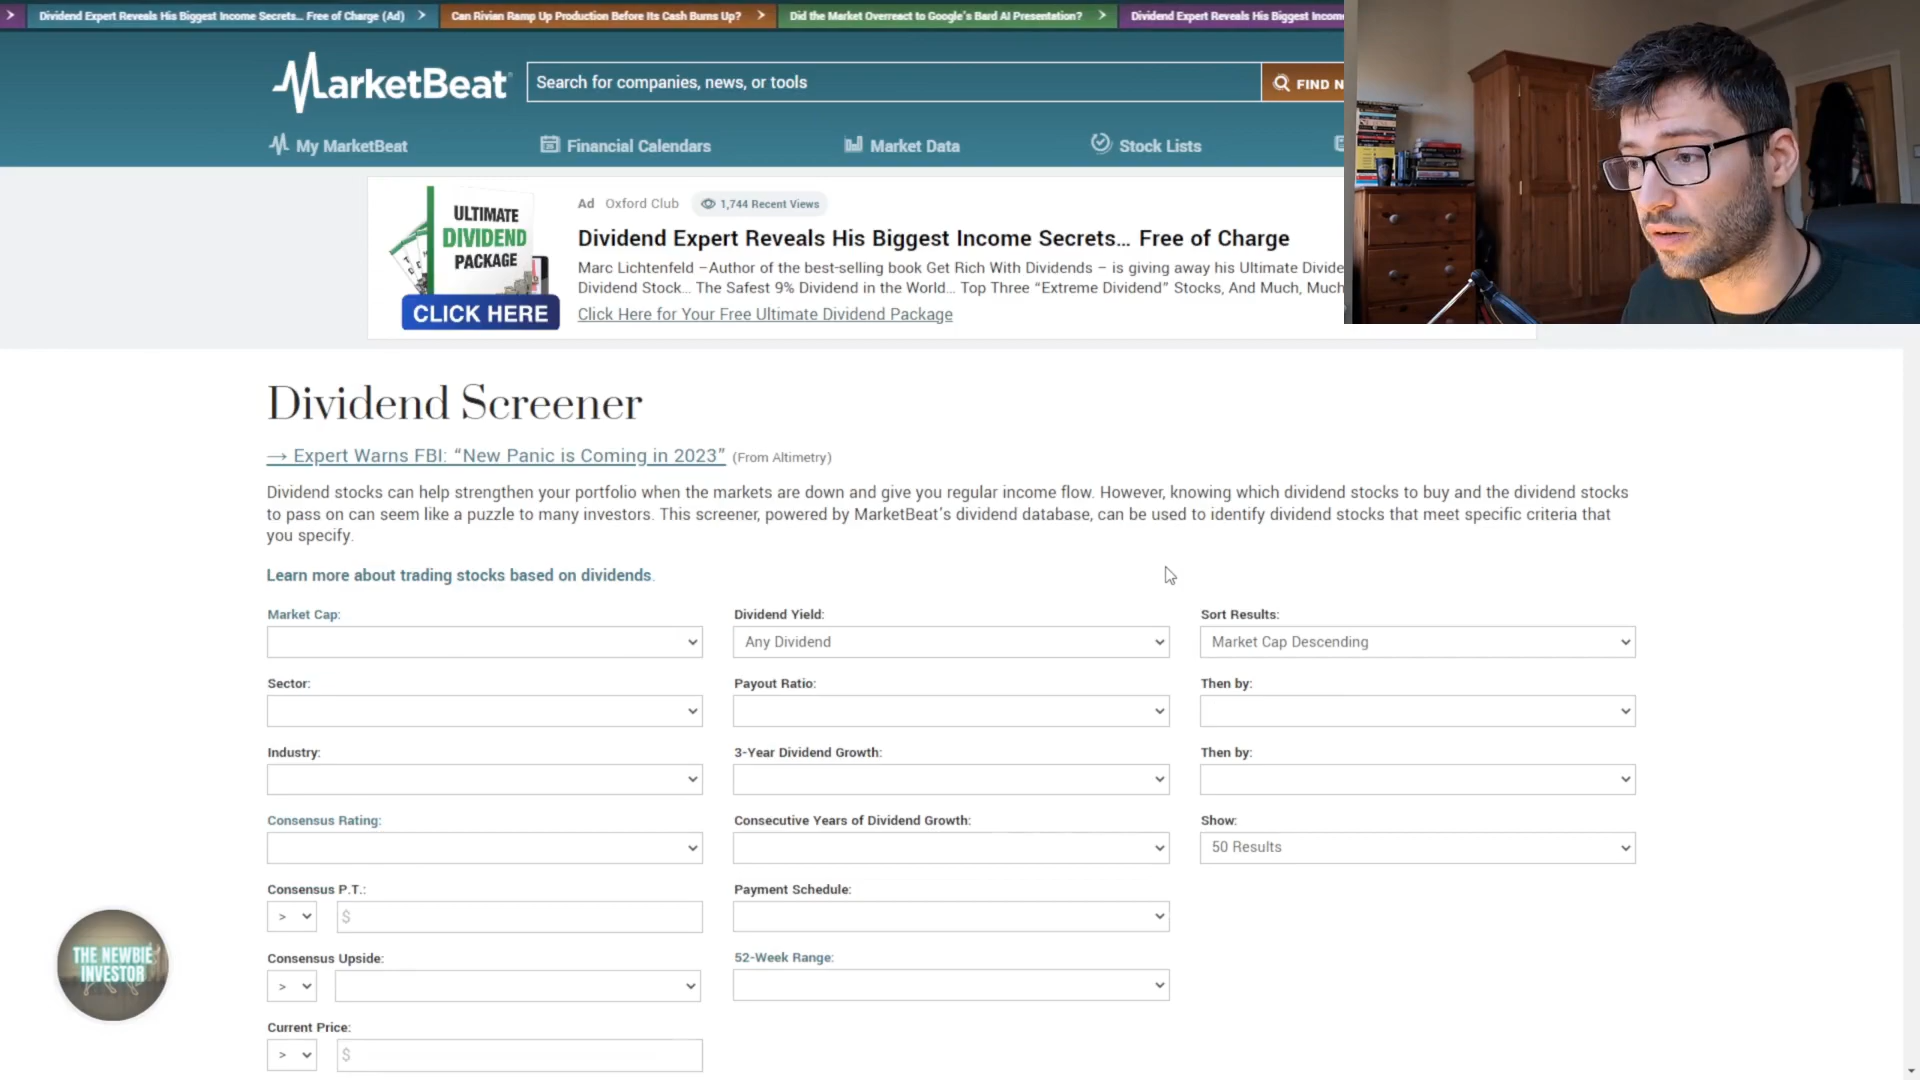 Dividend Expert Reveals His Biggest Income Secrets... Free of Charge (Ad)
Can Rivian Ramp Up Production Before Its Cash Burns Up?
Did the Market Overreact to Google's Bard AI Presentation?
Dividend Expert Reveals His Biggest Incom
MarketBeat
Search for companies, news, or tools
FIND N
My MarketBeat
Financial Calendars
Market Data
Stock Lists
ULTIMATE
DIVIDEND
PACKAGE
CLICK HERE
Ad Oxford Club 1,744 Recent Views
Dividend Expert Reveals His Biggest Income Secrets... Free of Charge
Marc Lichtenfeld –Author of the best-selling book Get Rich With Dividends – is giving away his Ultimate Divide
Dividend Stock... The Safest 9% Dividend in the World... Top Three “Extreme Dividend” Stocks, And Much, Much
Click Here for Your Free Ultimate Dividend Package
Dividend Screener
→ Expert Warns FBI: “New Panic is Coming in 2023” (From Altimetry)
Dividend stocks can help strengthen your portfolio when the markets are down and give you regular income flow. However, knowing which dividend stocks to buy and the dividend stocks
to pass on can seem like a puzzle to many investors. This screener, powered by MarketBeat's dividend database, can be used to identify dividend stocks that meet specific criteria that
you specify.
Learn more about trading stocks based on dividends.
Market Cap:
Dividend Yield:
Sort Results:
Any Dividend
Market Cap Descending
Sector:
Payout Ratio:
Then by:
Industry:
3-Year Dividend Growth:
Then by:
Consensus Rating:
Consecutive Years of Dividend Growth:
Show:
50 Results
Consensus P.T.:
Payment Schedule:
> $
Consensus Upside:
52-Week Range:
>
Current Price:
> $
THE NEWBIE
INVESTOR